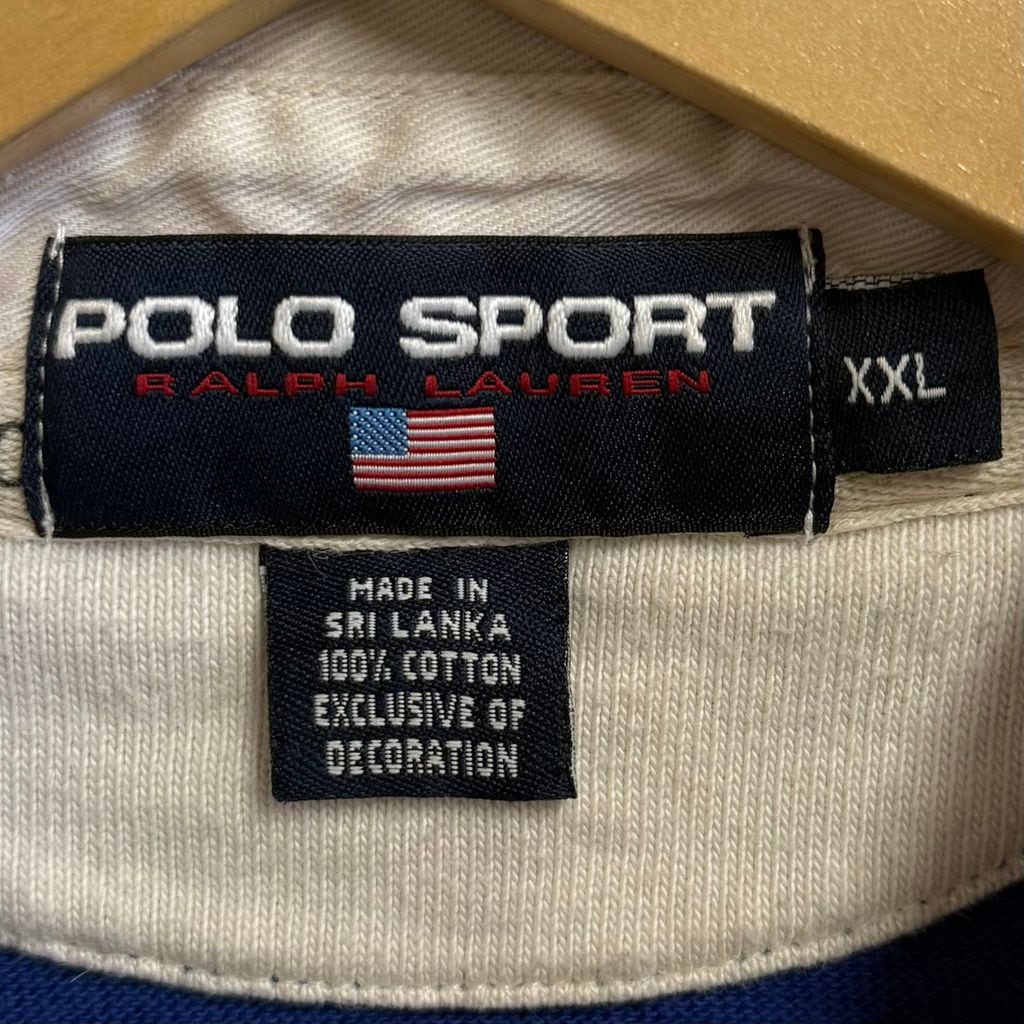 POLO SPORT
RALPH LAUREN
XXL
MADE IN
SRI LANKA
100% COTTON
EXCLUSIVE OF
DECORATION